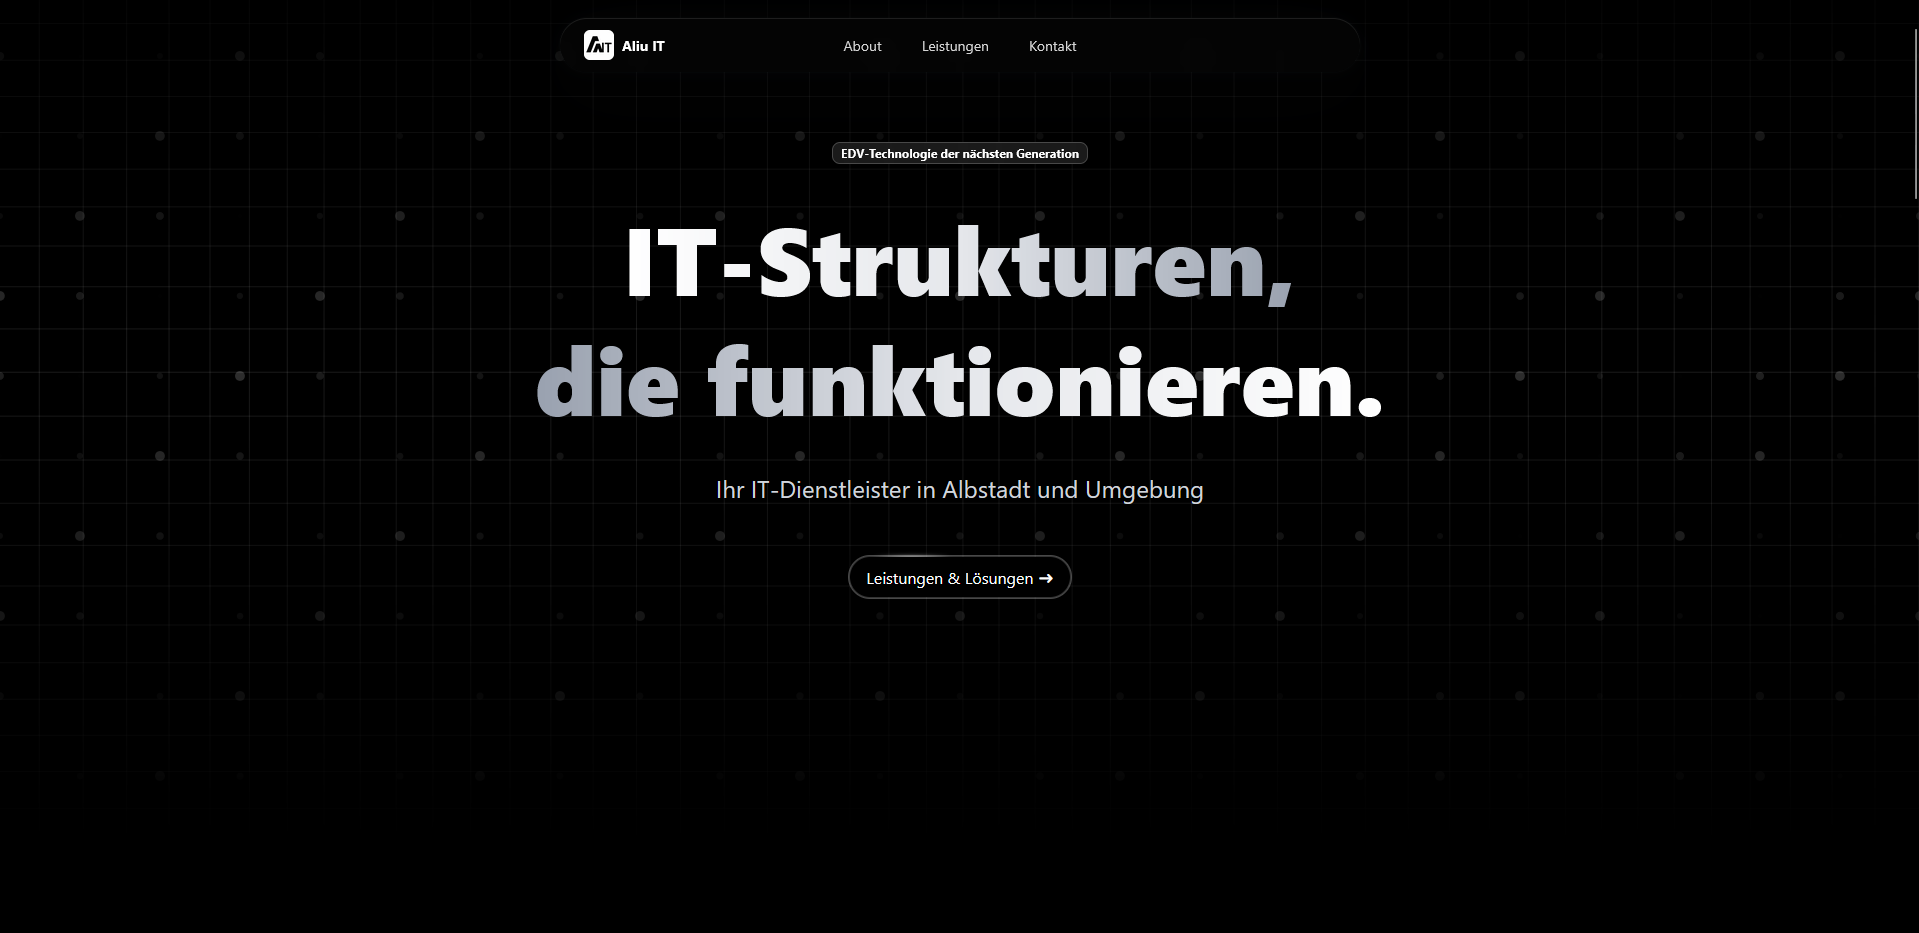 Aliu IT
About
Leistungen
Kontakt
EDV-Technologie der nächsten Generation
IT-Strukturen,
die funktionieren.
Ihr IT-Dienstleister in Albstadt und Umgebung
Leistungen & Lösungen ➔